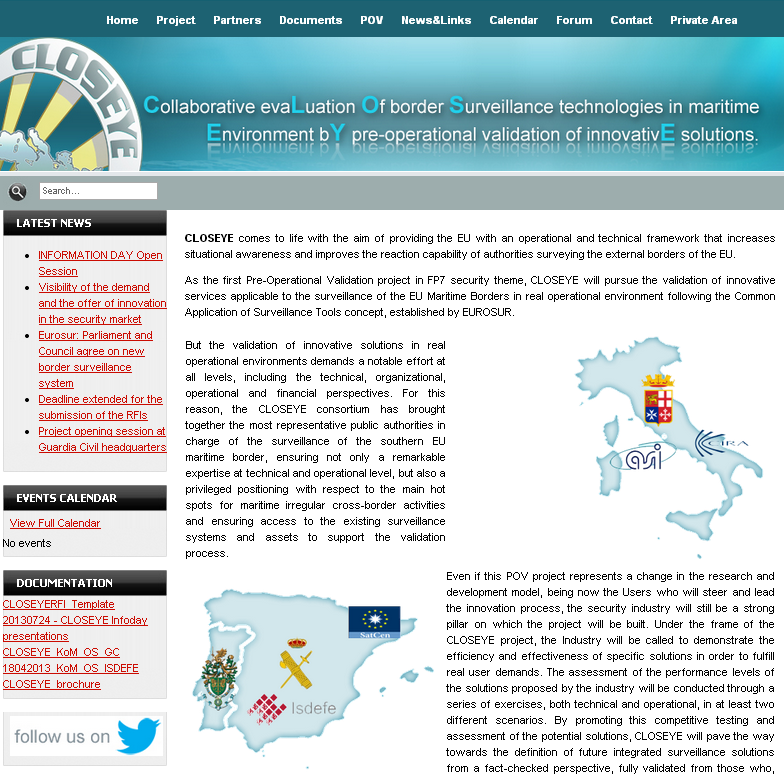 Home Project Partners Documents POV News&Links Calendar Forum Contact Private Area
CLOSEYE
Collaborative evaLuation Of border Surveillance technologies in maritime
Environment bY pre-operational validation of innovativE solutions.
Search...
LATEST NEWS
INFORMATION DAY Open
Session
Visibility of the demand
and the offer of innovation
in the security market
Eurosur: Parliament and
Council agree on new
border surveillance
system
Deadline extended for the
submission of the RFIs
Project opening session at
Guardia Civil headquarters
EVENTS CALENDAR
View Full Calendar
No events
DOCUMENTATION
CLOSEYERFI_Template
20130724 - CLOSEYE Infoday
presentations
CLOSEYE_KoM_OS_GC
18042013_KoM_OS_ISDEFE
CLOSEYE_brochure
follow us on
CLOSEYE comes to life with the aim of providing the EU with an operational and technical framework that increases
situational awareness and improves the reaction capability of authorities surveying the external borders of the EU.
As the first Pre-Operational Validation project in FP7 security theme, CLOSEYE will pursue the validation of innovative
services applicable to the surveillance of the EU Maritime Borders in real operational environment following the Common
Application of Surveillance Tools concept, established by EUROSUR.
But the validation of innovative solutions in real
operational environments demands a notable effort at
all levels, including the technical, organizational,
operational and financial perspectives. For this
reason, the CLOSEYE consortium has brought
together the most representative public authorities in
charge of the surveillance of the southern EU
maritime border, ensuring not only a remarkable
expertise at technical and operational level, but also a
privileged positioning with respect to the main hot
spots for maritime irregular cross-border activities
and ensuring access to the existing surveillance
systems and assets to support the validation
process.
asi
CIRA
SatCen
Isdefe
Even if this POV project represents a change in the research and
development model, being now the Users who will steer and lead
the innovation process, the security industry will still be a strong
pillar on which the project will be built. Under the frame of the
CLOSEYE project, the Industry will be called to demonstrate the
efficiency and effectiveness of specific solutions in order to fulfill
real user demands. The assessment of the performance levels of
the solutions proposed by the industry will be conducted through a
series of exercises, both technical and operational, in at least two
different scenarios. By promoting this competitive testing and
assessment of the potential solutions, CLOSEYE will pave the way
towards the definition of future integrated surveillance solutions
from a fact-checked perspective, fully validated from those who,